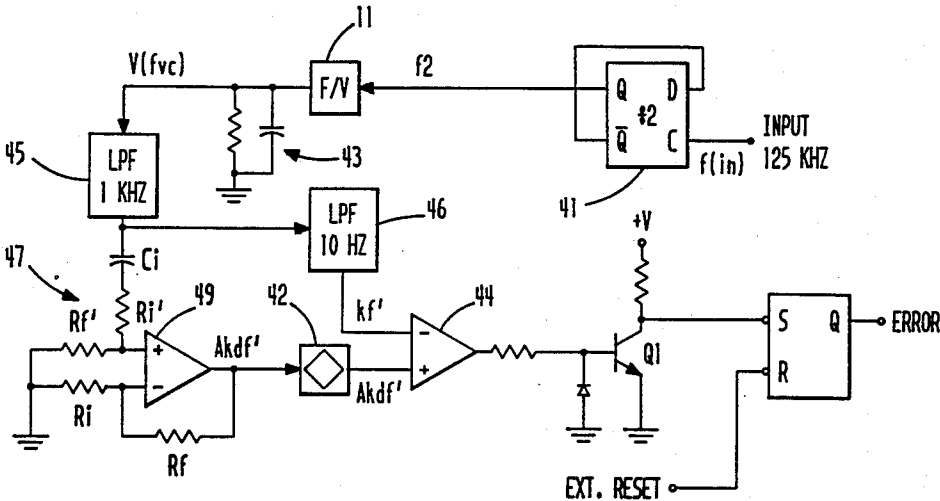 11
V(fvc)
F/V
f2
Q
D
÷2
Q̅
C
INPUT
125 KHZ
f(in)
41
43
45
LPF
1 KHZ
LPF
10 HZ
46
+V
47
Ci
Rf'
Ri'
49
42
kf'
44
Akdf'
Akdf'
+
-
-
+
Ri
Rf
Q1
S
Q
R
ERROR
EXT. RESET